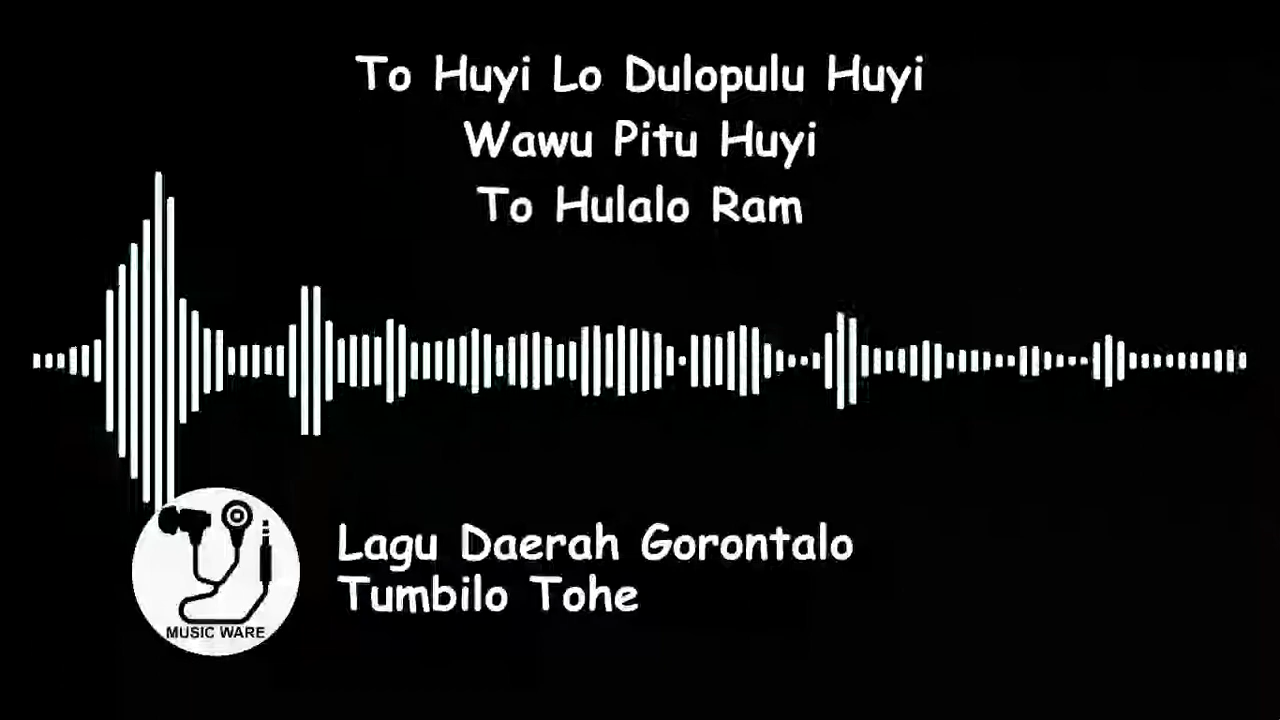 To Huyi Lo Dulopulu Huyi
Wawu Pitu Huyi
To Hulalo Ram
Lagu Daerah Gorontalo
Tumbilo Tohe
MUSIC WARE